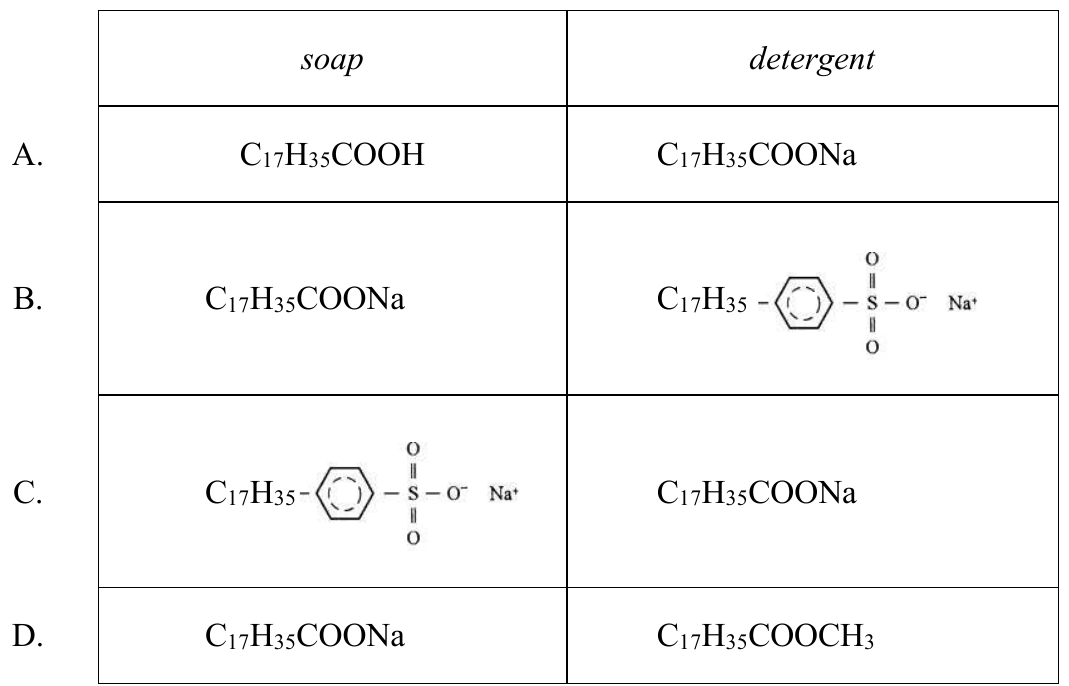 soap detergent
A. C₁₇H₃₅COOH C₁₇H₃₅COONa
O
||
B. C₁₇H₃₅COONa C₁₇H₃₅ – – S – O⁻ Na⁺
||
O
O
||
C. C₁₇H₃₅ – – S – O⁻ Na⁺ C₁₇H₃₅COONa
||
O
D. C₁₇H₃₅COONa C₁₇H₃₅COOCH₃